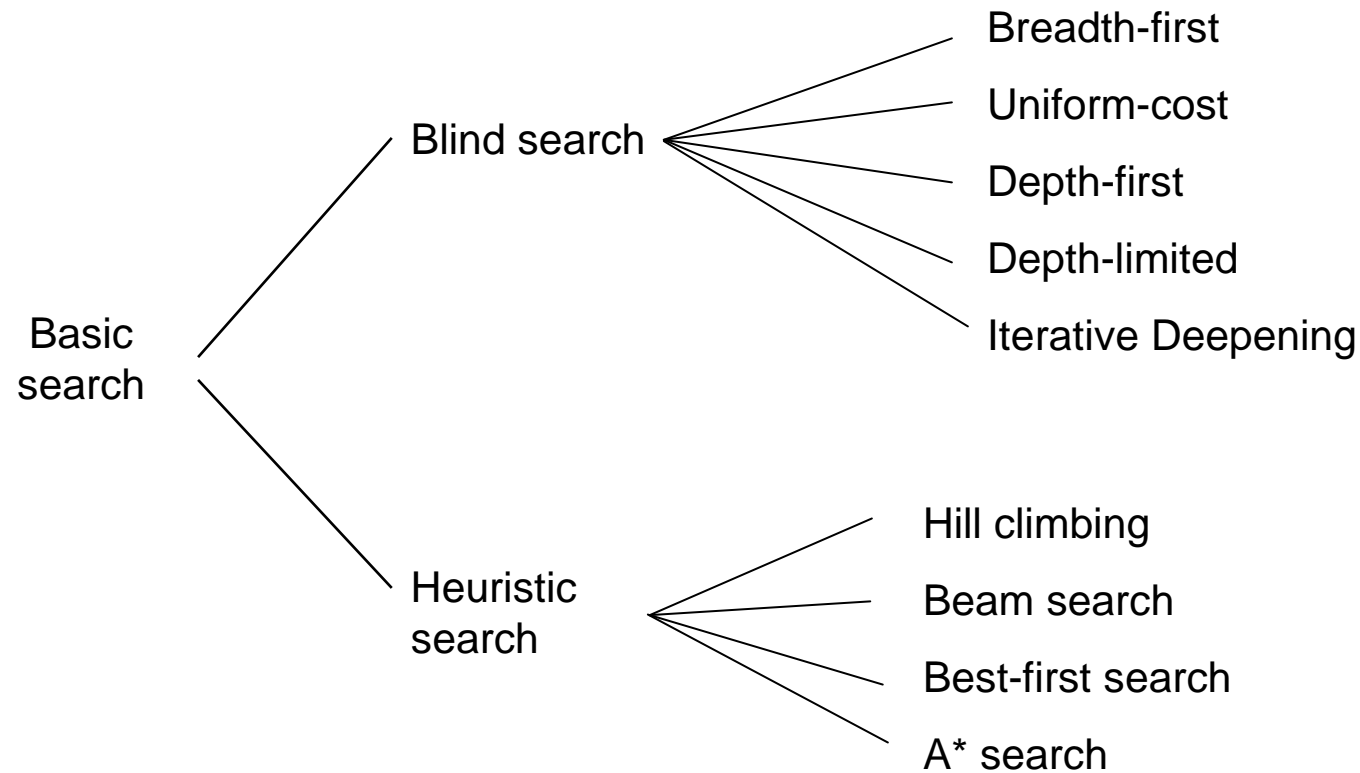 Basic
search
Blind search
Breadth-first
Uniform-cost
Depth-first
Depth-limited
Iterative Deepening
Heuristic
search
Hill climbing
Beam search
Best-first search
A* search